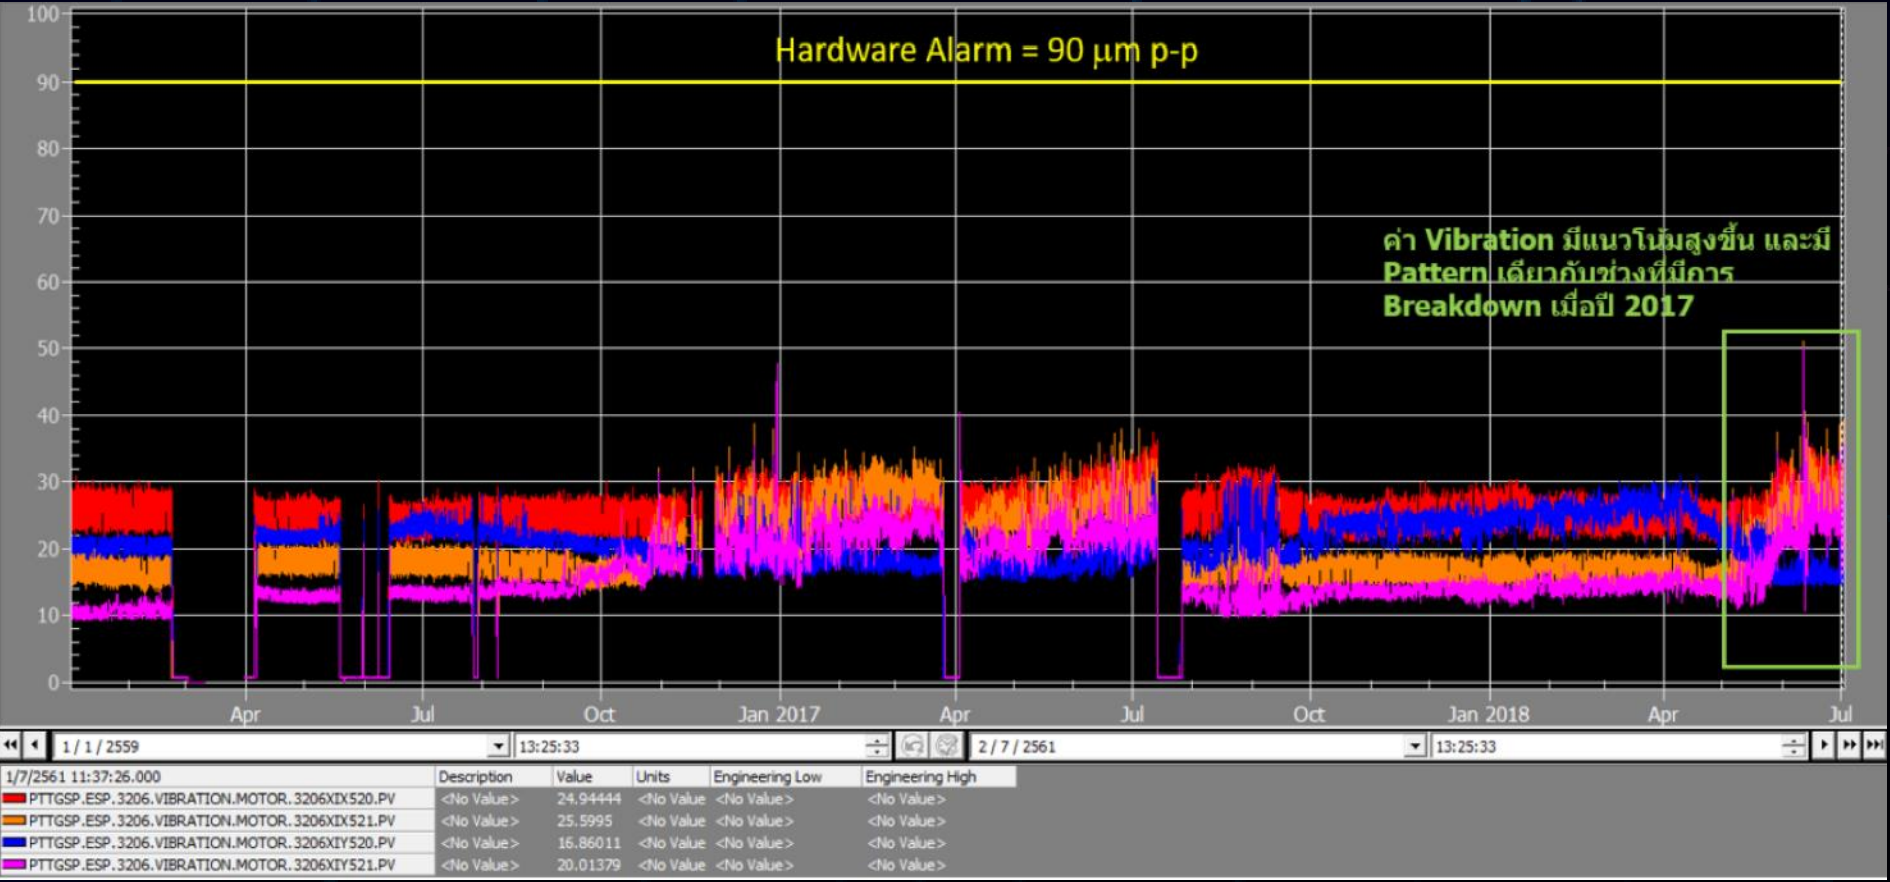 100
Hardware Alarm = 90 μm p-p
90
80
70
ค่า Vibration มีแนวโน้มสูงขึ้น และมี
Pattern เดียวกับช่วงที่มีการ
Breakdown เมื่อปี 2017
60
50
40
30
20
10
0
Apr Jul Oct Jan 2017 Apr Jul Oct Jan 2018 Apr Jul
1 / 1 / 2559 13:25:33 2 / 7 / 2561 13:25:33
1/7/2561 11:37:26.000 Description Value Units Engineering Low Engineering High
PTTGSP.ESP.3206.VIBRATION.MOTOR.3206XIX520.PV <No Value> 24.94444 <No Value <No Value> <No Value>
PTTGSP.ESP.3206.VIBRATION.MOTOR.3206XIX521.PV <No Value> 25.5995 <No Value <No Value> <No Value>
PTTGSP.ESP.3206.VIBRATION.MOTOR.3206XIY520.PV <No Value> 16.86011 <No Value <No Value> <No Value>
PTTGSP.ESP.3206.VIBRATION.MOTOR.3206XIY521.PV <No Value> 20.01379 <No Value <No Value> <No Value>